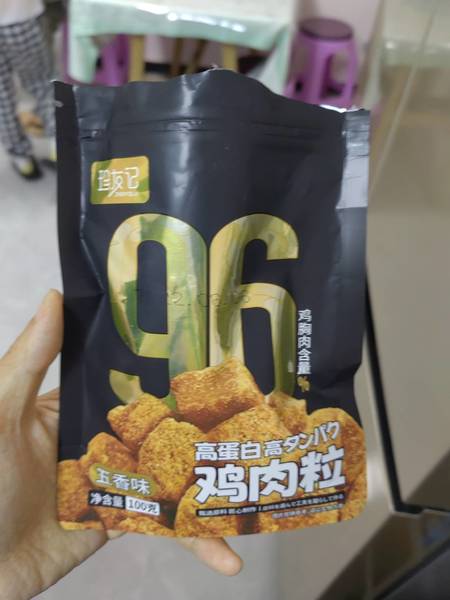 珍友记
96
鸡胸肉含量
%
高蛋白高タンパク
鸡肉粒
五香味
净含量 100克